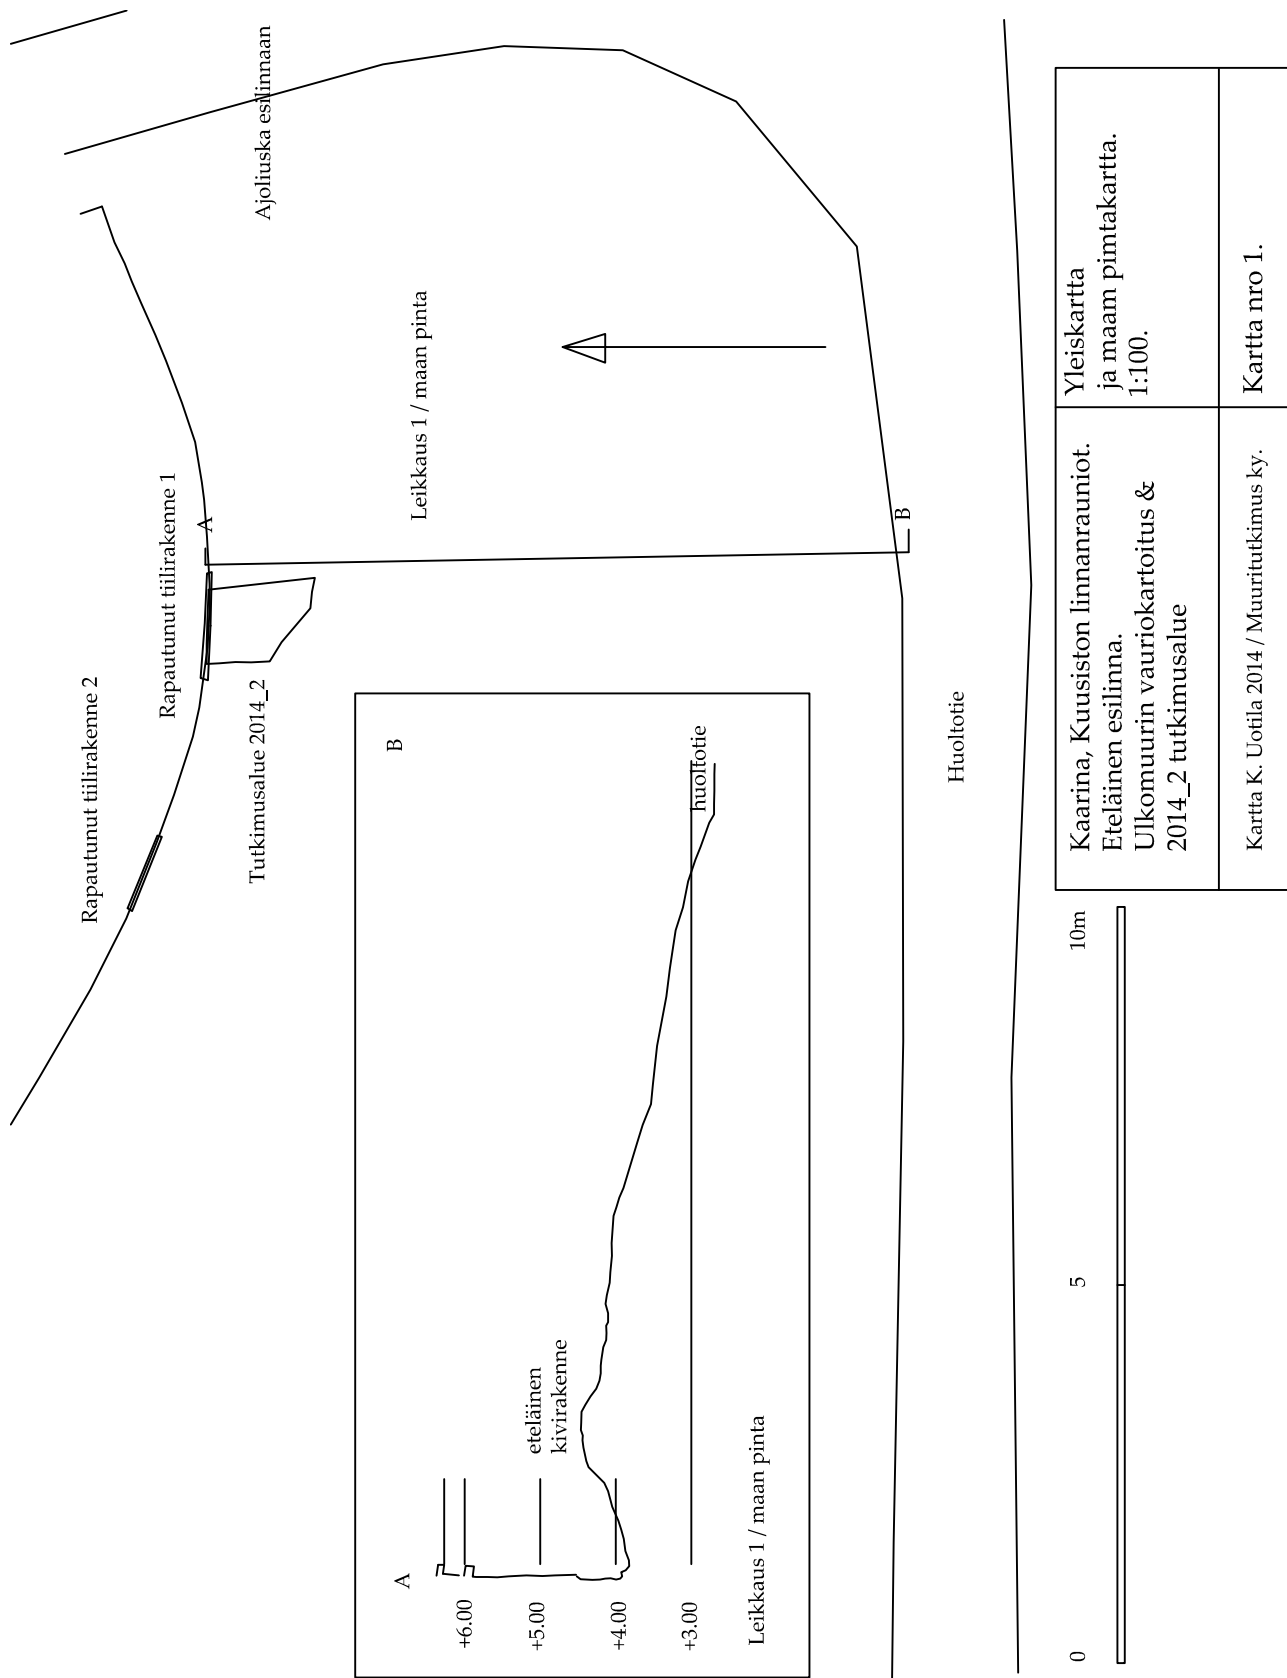 Rapautunut tiilirakenne 2
Rapautunut tiilirakenne 1
Ajoliuska esilinnaan
Tutkimusalue 2014_2
A
Leikkaus 1 / maan pinta
B
Huoltotie
A
B
+6.00
+5.00
+4.00
+3.00
eteläinen
kivirakenne
huoltotie
Leikkaus 1 / maan pinta
0
5
10m
Kaarina, Kuusiston linnanrauniot.
Eteläinen esilinna.
Ulkomuurin vauriokartoitus &
2014_2 tutkimusalue
Yleiskartta
ja maam pimtakartta.
1:100.
Kartta K. Uotila 2014 / Muuritutkimus ky.
Kartta nro 1.